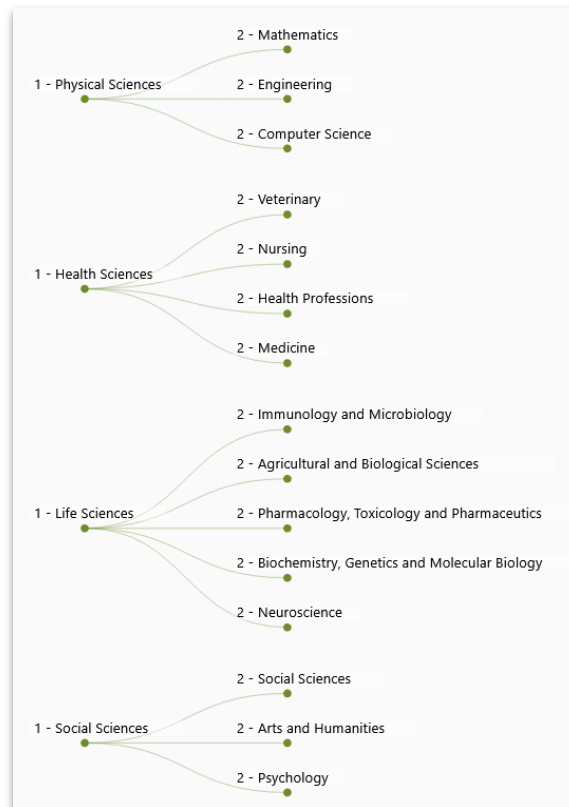 2 - Mathematics
1 - Physical Sciences
2 - Engineering
2 - Computer Science
2 - Veterinary
2 - Nursing
1 - Health Sciences
2 - Health Professions
2 - Medicine
2 - Immunology and Microbiology
2 - Agricultural and Biological Sciences
1 - Life Sciences
2 - Pharmacology, Toxicology and Pharmaceutics
2 - Biochemistry, Genetics and Molecular Biology
2 - Neuroscience
2 - Social Sciences
1 - Social Sciences
2 - Arts and Humanities
2 - Psychology